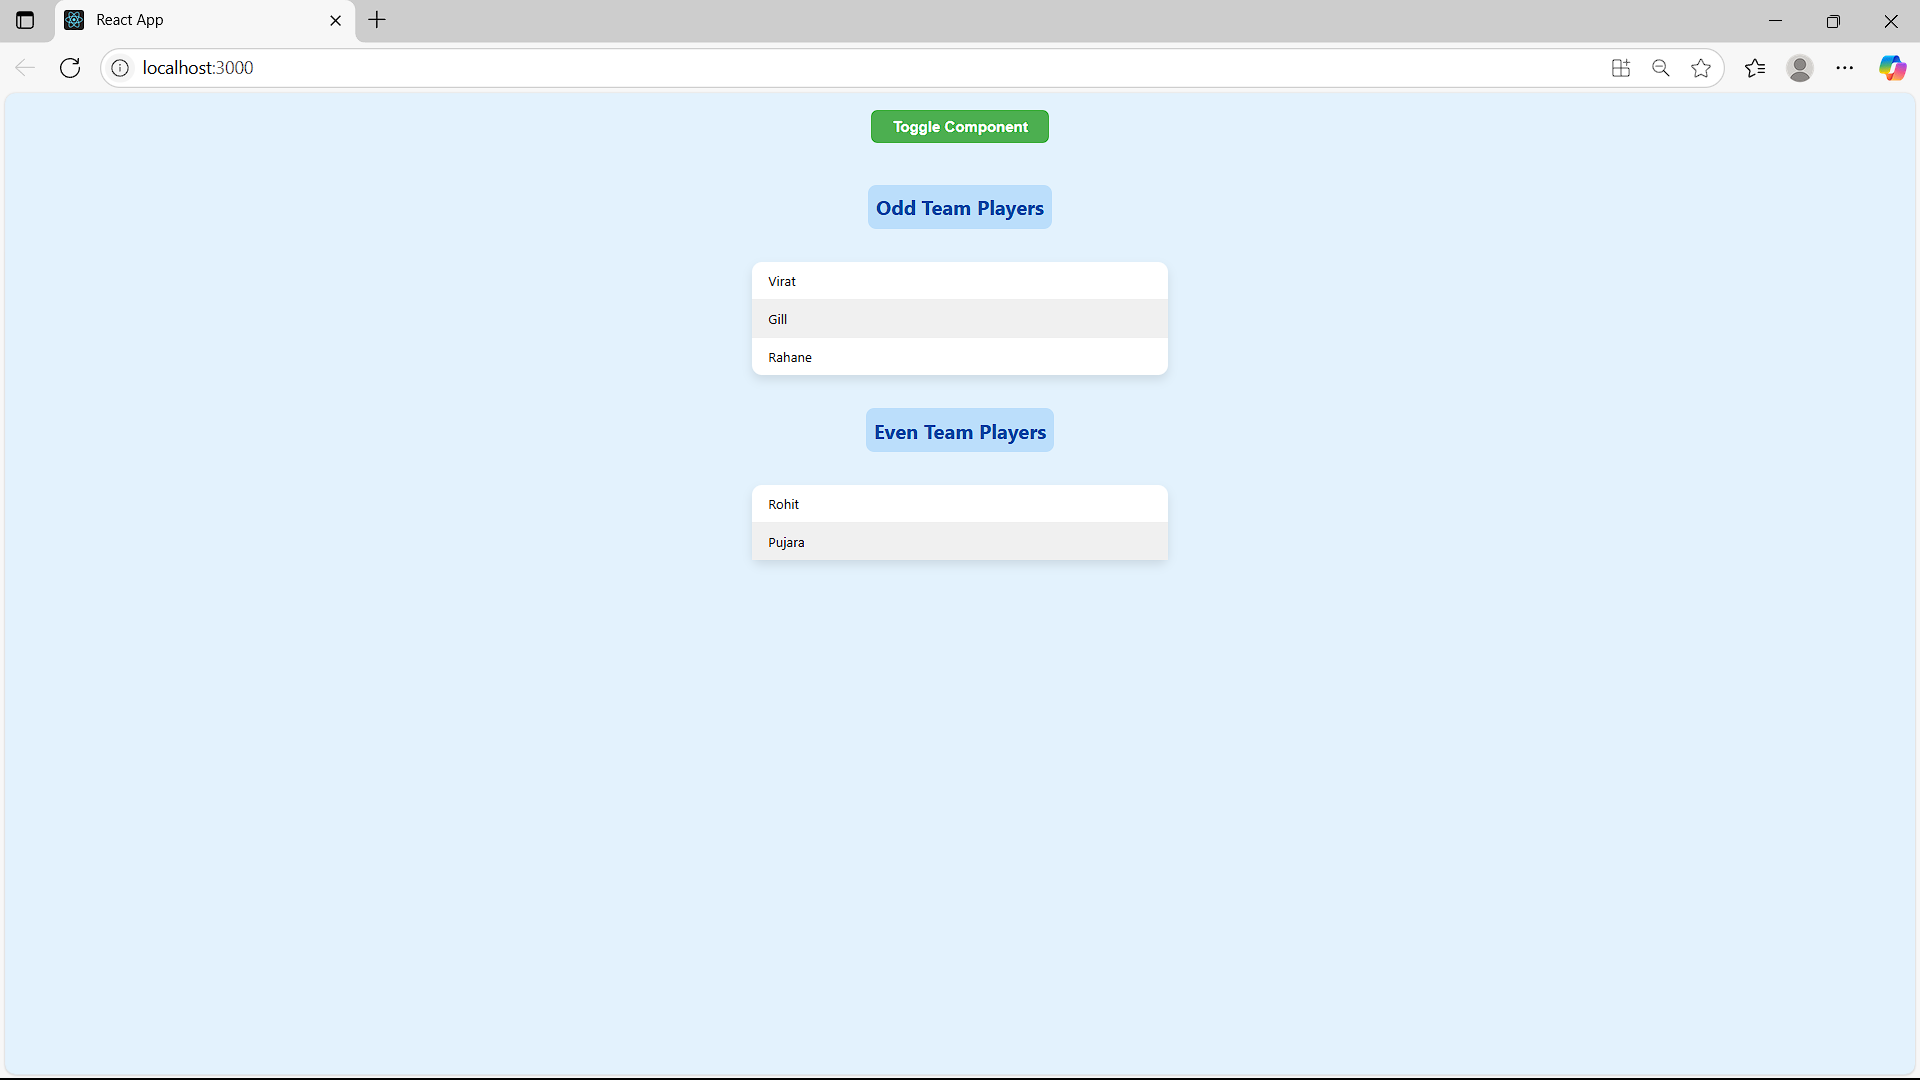 React App
localhost:3000
Toggle Component
Odd Team Players
Virat
Gill
Rahane
Even Team Players
Rohit
Pujara